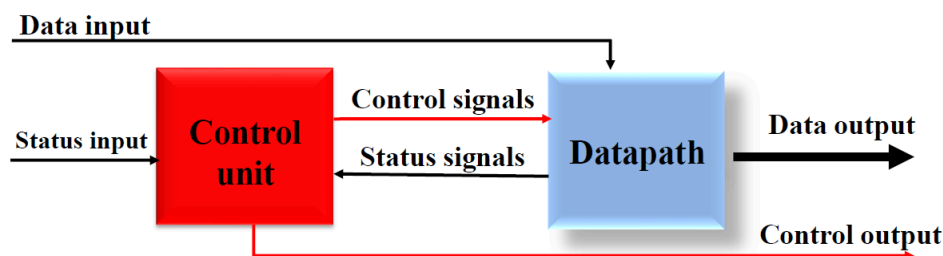 Data input
Status input
Control
unit
Control signals
Status signals
Datapath
Data output
Control output